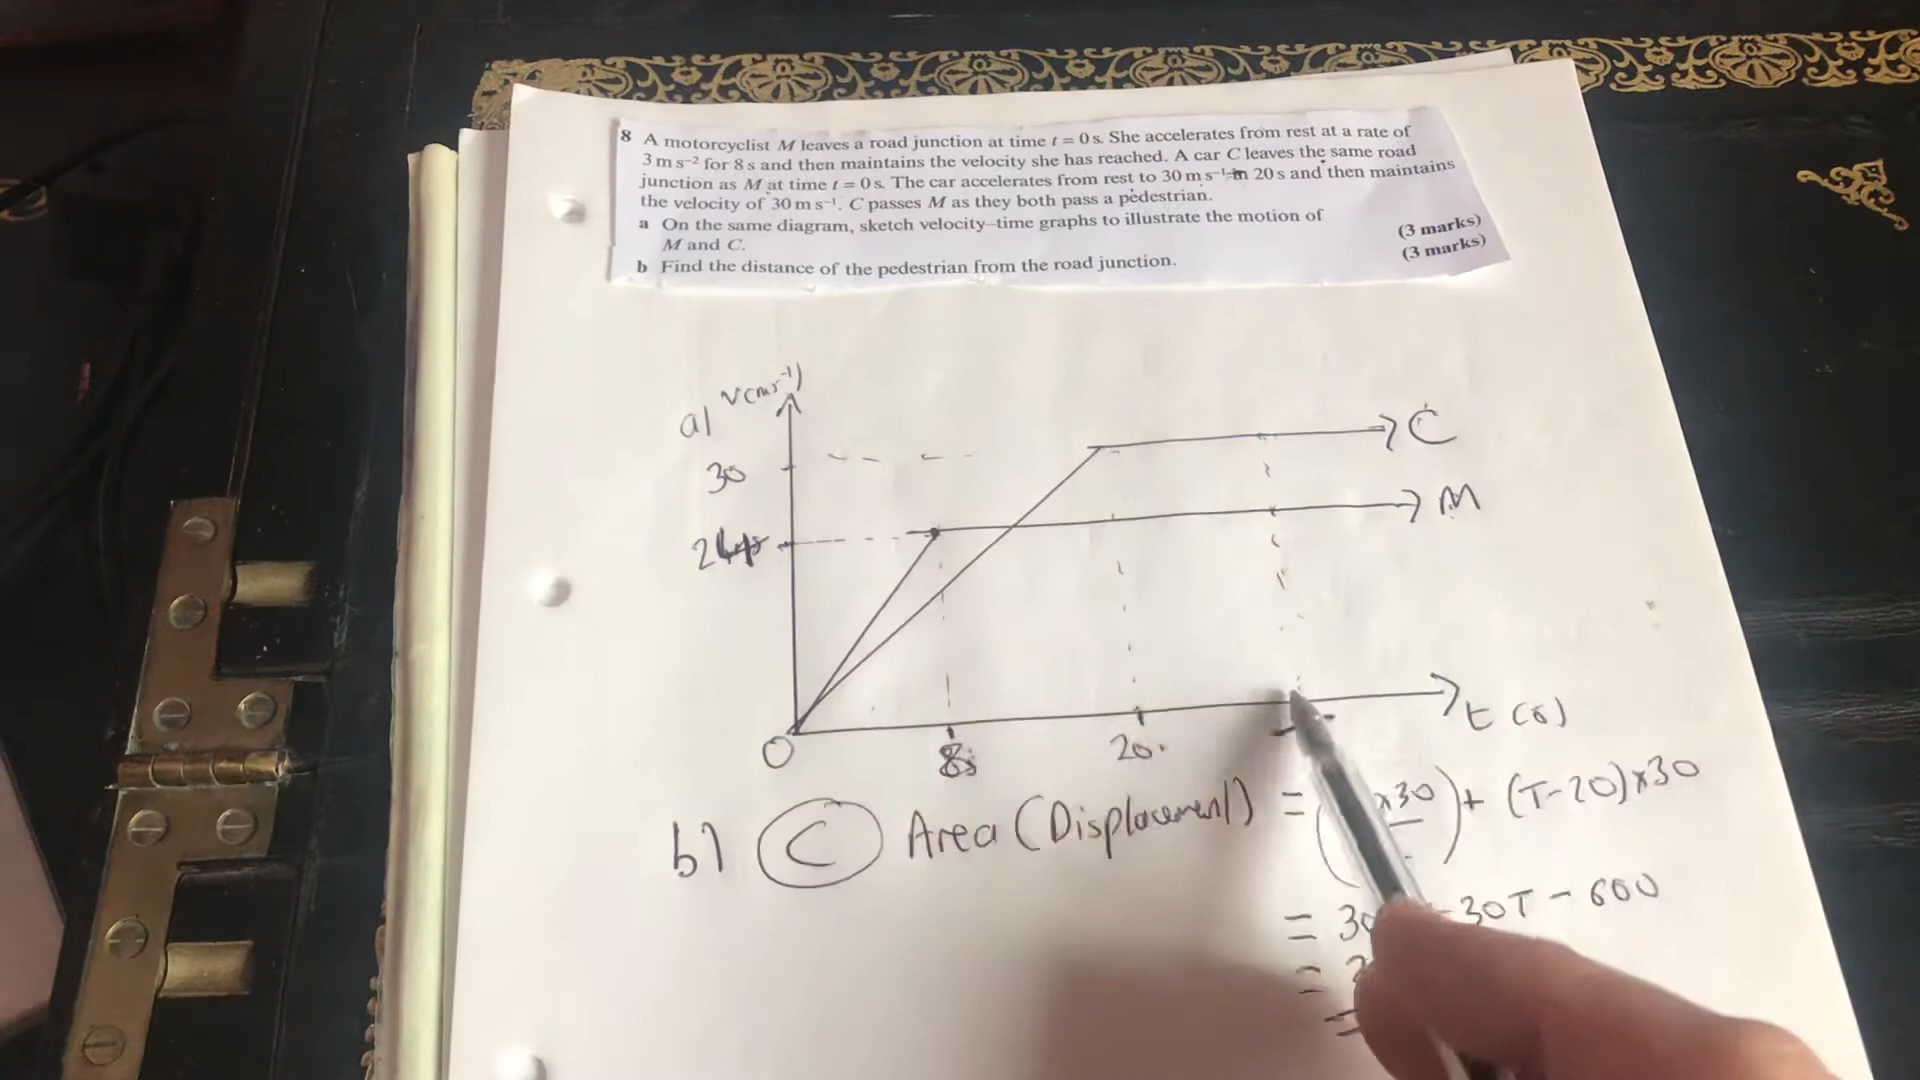 8 A motorcyclist M leaves a road junction at time t = 0 s. She accelerates from rest at a rate of
3 m s⁻² for 8 s and then maintains the velocity she has reached. A car C leaves the same road
junction as M at time t = 0 s. The car accelerates from rest to 30 m s⁻¹ in 20 s and then maintains
the velocity of 30 m s⁻¹. C passes M as they both pass a pedestrian.
a On the same diagram, sketch velocity–time graphs to illustrate the motion of
M and C. (3 marks)
b Find the distance of the pedestrian from the road junction. (3 marks)
a) V(ms⁻¹)
30
24
C
M
O
8
20
t (s)
b) C Area (Displacement) = ( x30 ) + (T-20)x30
= 30 30T - 600
=
=